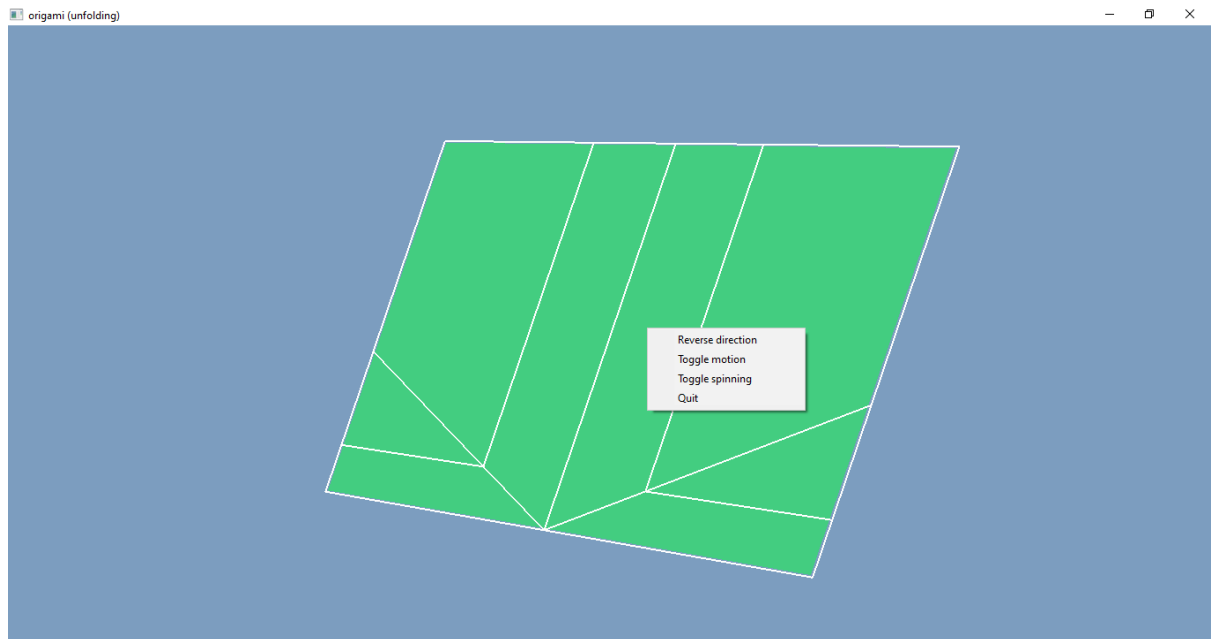 origami (unfolding)
Reverse direction
Toggle motion
Toggle spinning
Quit